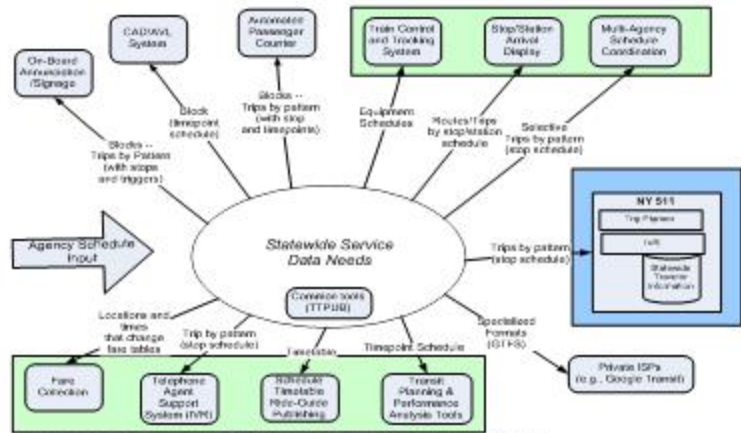 CAD/AVL
System
Automated
Passenger
Counter
Train Control
and Tracking
System
Stop/Station
Arrival
Display
Multi-Agency
Schedule
Coordination
On-Board
Annunciation
/Signage
Block
(timepoint
schedule)
Blocks --
Trips by pattern
(with stop
and timepoints)
Equipment
Schedules
Routes/Trips
by stop/station
schedule
Selective
Trips by pattern
(stop schedule)
Blocks --
Trips by Pattern
(with stops
and triggers)
Agency Schedule
Input
Statewide Service
Data Needs
Common tools
(TTPUB)
Trips by pattern
(stop schedule)
NY 511
Trip Planner
IVR
Statewide
Traveler
Information
Locations and
times
that change
fare tables
Trip by pattern
(stop schedule)
Timetable
Timepoint Schedule
Specialized
Formats
(GTFS)
Fare
Collection
Telephone
Agent
Support
System (IVR)
Schedule
Timetable
Ride-Guide
Publishing
Transit
Planning &
Performance
Analysis Tools
Private ISPs
(e.g., Google Transit)